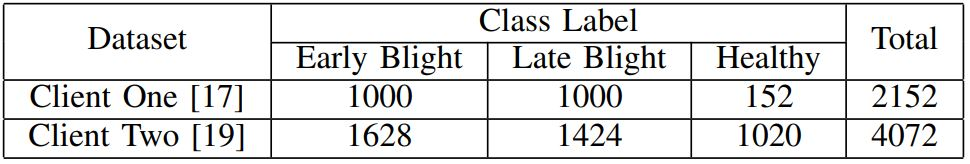 Dataset Class Label Total
Early Blight Late Blight Healthy
Client One [17] 1000 1000 152 2152
Client Two [19] 1628 1424 1020 4072